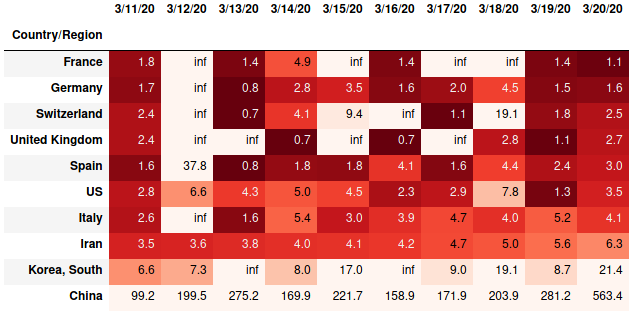 3/11/20 3/12/20 3/13/20 3/14/20 3/15/20 3/16/20 3/17/20 3/18/20 3/19/20 3/20/20
Country/Region
France 1.8 inf 1.4 4.9 inf 1.4 inf inf 1.4 1.1
Germany 1.7 inf 0.8 2.8 3.5 1.6 2.0 4.5 1.5 1.6
Switzerland 2.4 inf 0.7 4.1 9.4 inf 1.1 19.1 1.8 2.5
United Kingdom 2.4 inf inf 0.7 inf 0.7 inf 2.8 1.1 2.7
Spain 1.6 37.8 0.8 1.8 1.8 4.1 1.6 4.4 2.4 3.0
US 2.8 6.6 4.3 5.0 4.5 2.3 2.9 7.8 1.3 3.5
Italy 2.6 inf 1.6 5.4 3.0 3.9 4.7 4.0 5.2 4.1
Iran 3.5 3.6 3.8 4.0 4.1 4.2 4.7 5.0 5.6 6.3
Korea, South 6.6 7.3 inf 8.0 17.0 inf 9.0 19.1 8.7 21.4
China 99.2 199.5 275.2 169.9 221.7 158.9 171.9 203.9 281.2 563.4